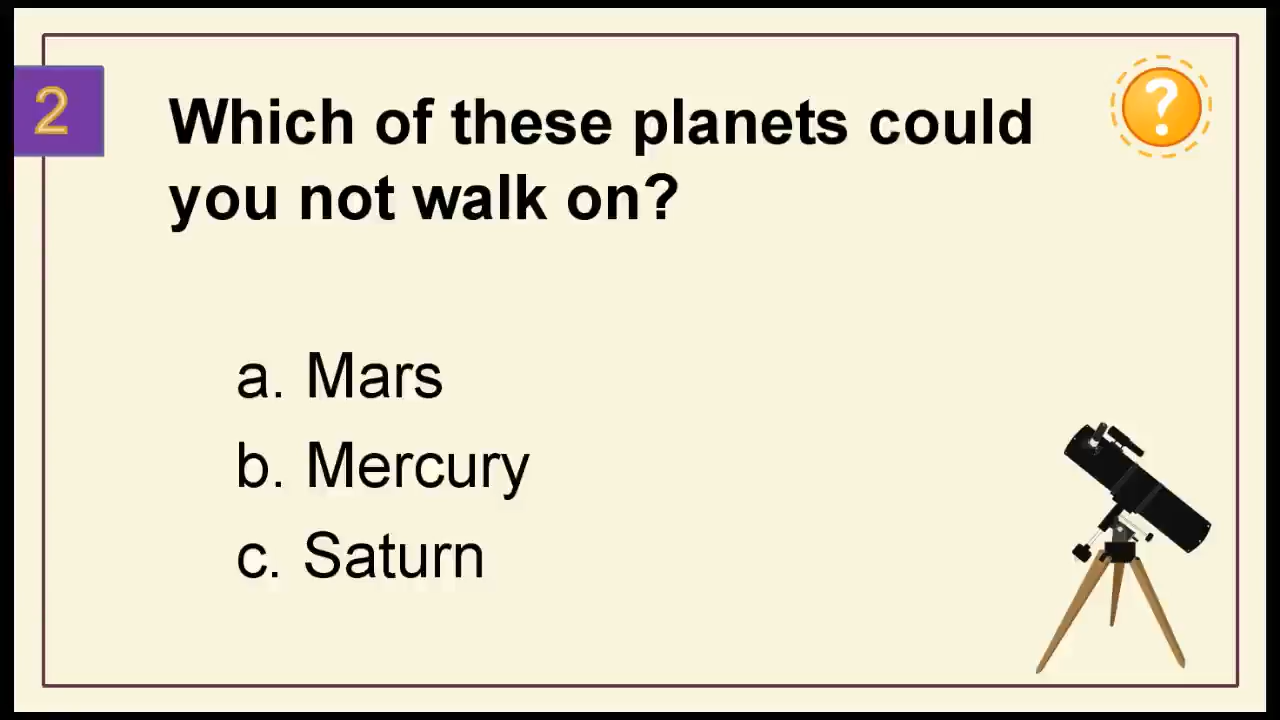 2
Which of these planets could
you not walk on?
?
a. Mars
b. Mercury
c. Saturn